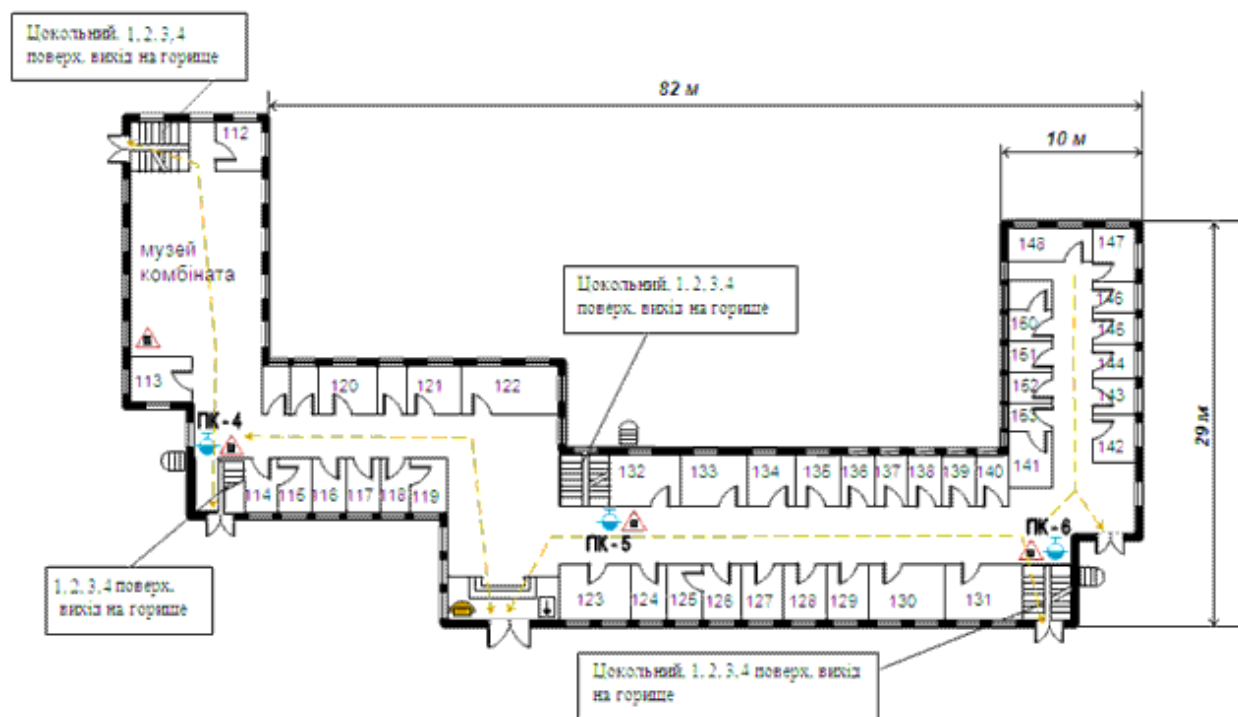 Цокольний, 1, 2, 3, 4
поверх, вихід на горище
82 м
10 м
112
музей
комбіната
113
ПК - 4
120
121
122
114
115
116
117
118
119
1, 2, 3, 4 поверх,
вихід на горище
Цокольний, 1, 2, 3, 4
поверх, вихід на горище
132
133
134
135
136
137
138
139
140
141
ПК - 5
ПК - 6
148
147
146
145
144
143
142
150
151
152
153
29 м
123
124
125
126
127
128
129
130
131
Цокольний, 1, 2, 3, 4 поверх, вихід
на горище